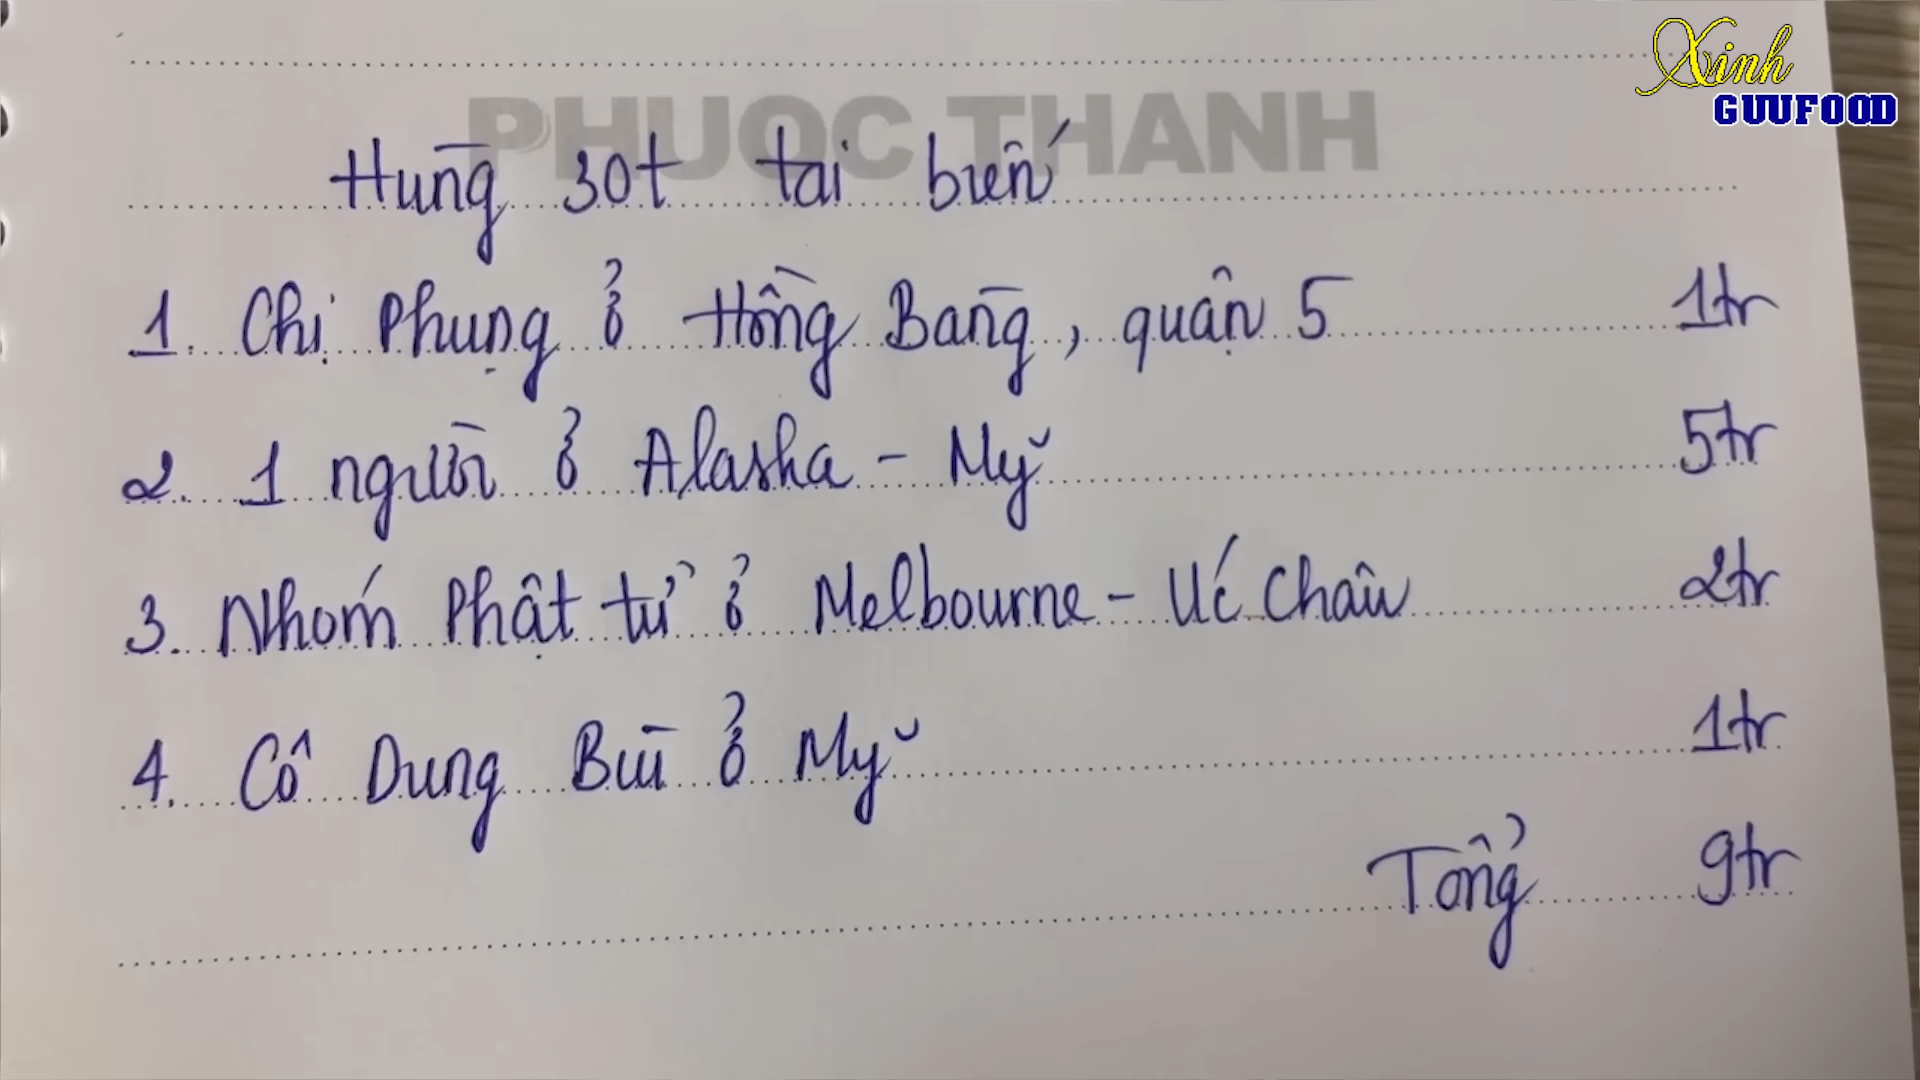 Xinh
GUUFOOD
PHUOC THANH
Hùng 30t tai biến
1. Chị Phụng ở Hồng Bàng, quận 5 1tr
2. 1 người ở Alaska - Mỹ 5tr
3. Nhóm Phật tử ở Melbourne - Úc Châu 2tr
4. Cô Dung Bùi ở Mỹ 1tr
Tổng 9tr